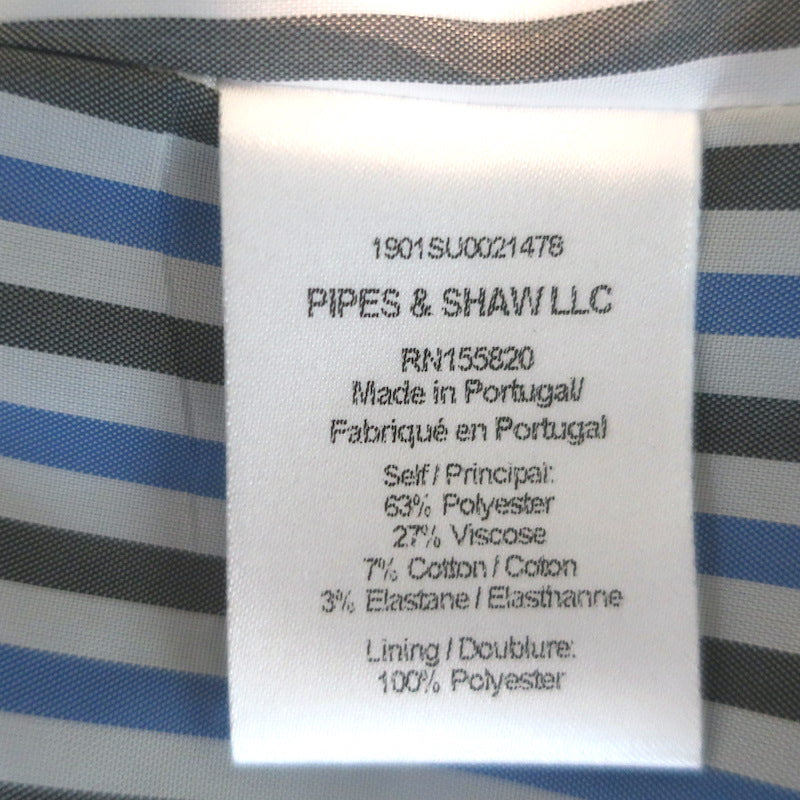 1901SU0021478
PIPES & SHAW LLC
RN155820
Made in Portugal/
Fabriqué en Portugal
Self / Principal:
63% Polyester
27% Viscose
7% Cotton / Coton
3% Elastane / Elasthanne
Lining / Doublure:
100% Polyester